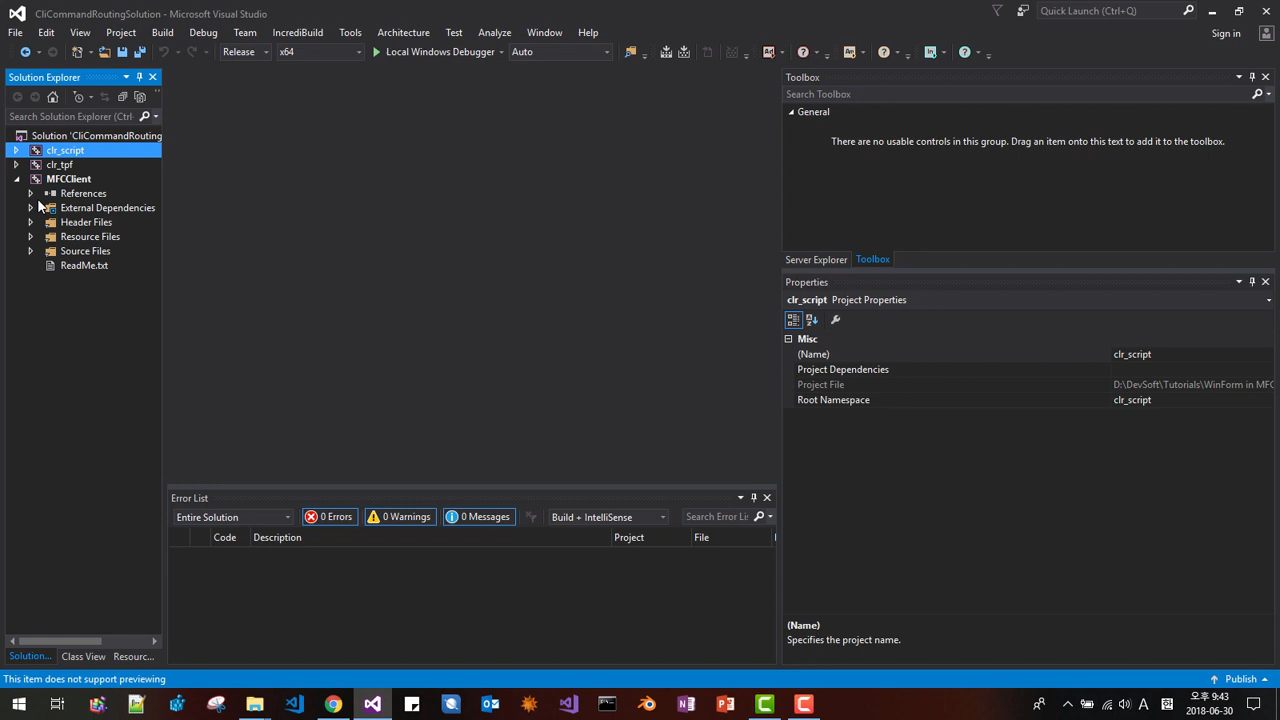 CliCommandRoutingSolution - Microsoft Visual Studio
Quick Launch (Ctrl+Q)
File Edit View Project Build Debug Team IncrediBuild Tools Architecture Test Analyze Window Help
Sign in
Release x64 Local Windows Debugger Auto
Solution Explorer
Search Solution Explorer (Ctrl-
Solution 'CliCommandRouting
clr_script
clr_tpf
MFCClient
References
External Dependencies
Header Files
Resource Files
Source Files
ReadMe.txt
Solution... Class View Resourc...
Toolbox
Search Toolbox
General
There are no usable controls in this group. Drag an item onto this text to add it to the toolbox.
Server Explorer Toolbox
Properties
clr_script Project Properties
Misc
(Name) clr_script
Project Dependencies
Project File D:\DevSoft\Tutorials\WinForm in MFC
Root Namespace clr_script
(Name)
Specifies the project name.
Error List
Entire Solution 0 Errors 0 Warnings 0 Messages Build + IntelliSense Search Error Lis
Code Description Project File
This item does not support previewing
Publish
A
오후 9:43
2018-06-30